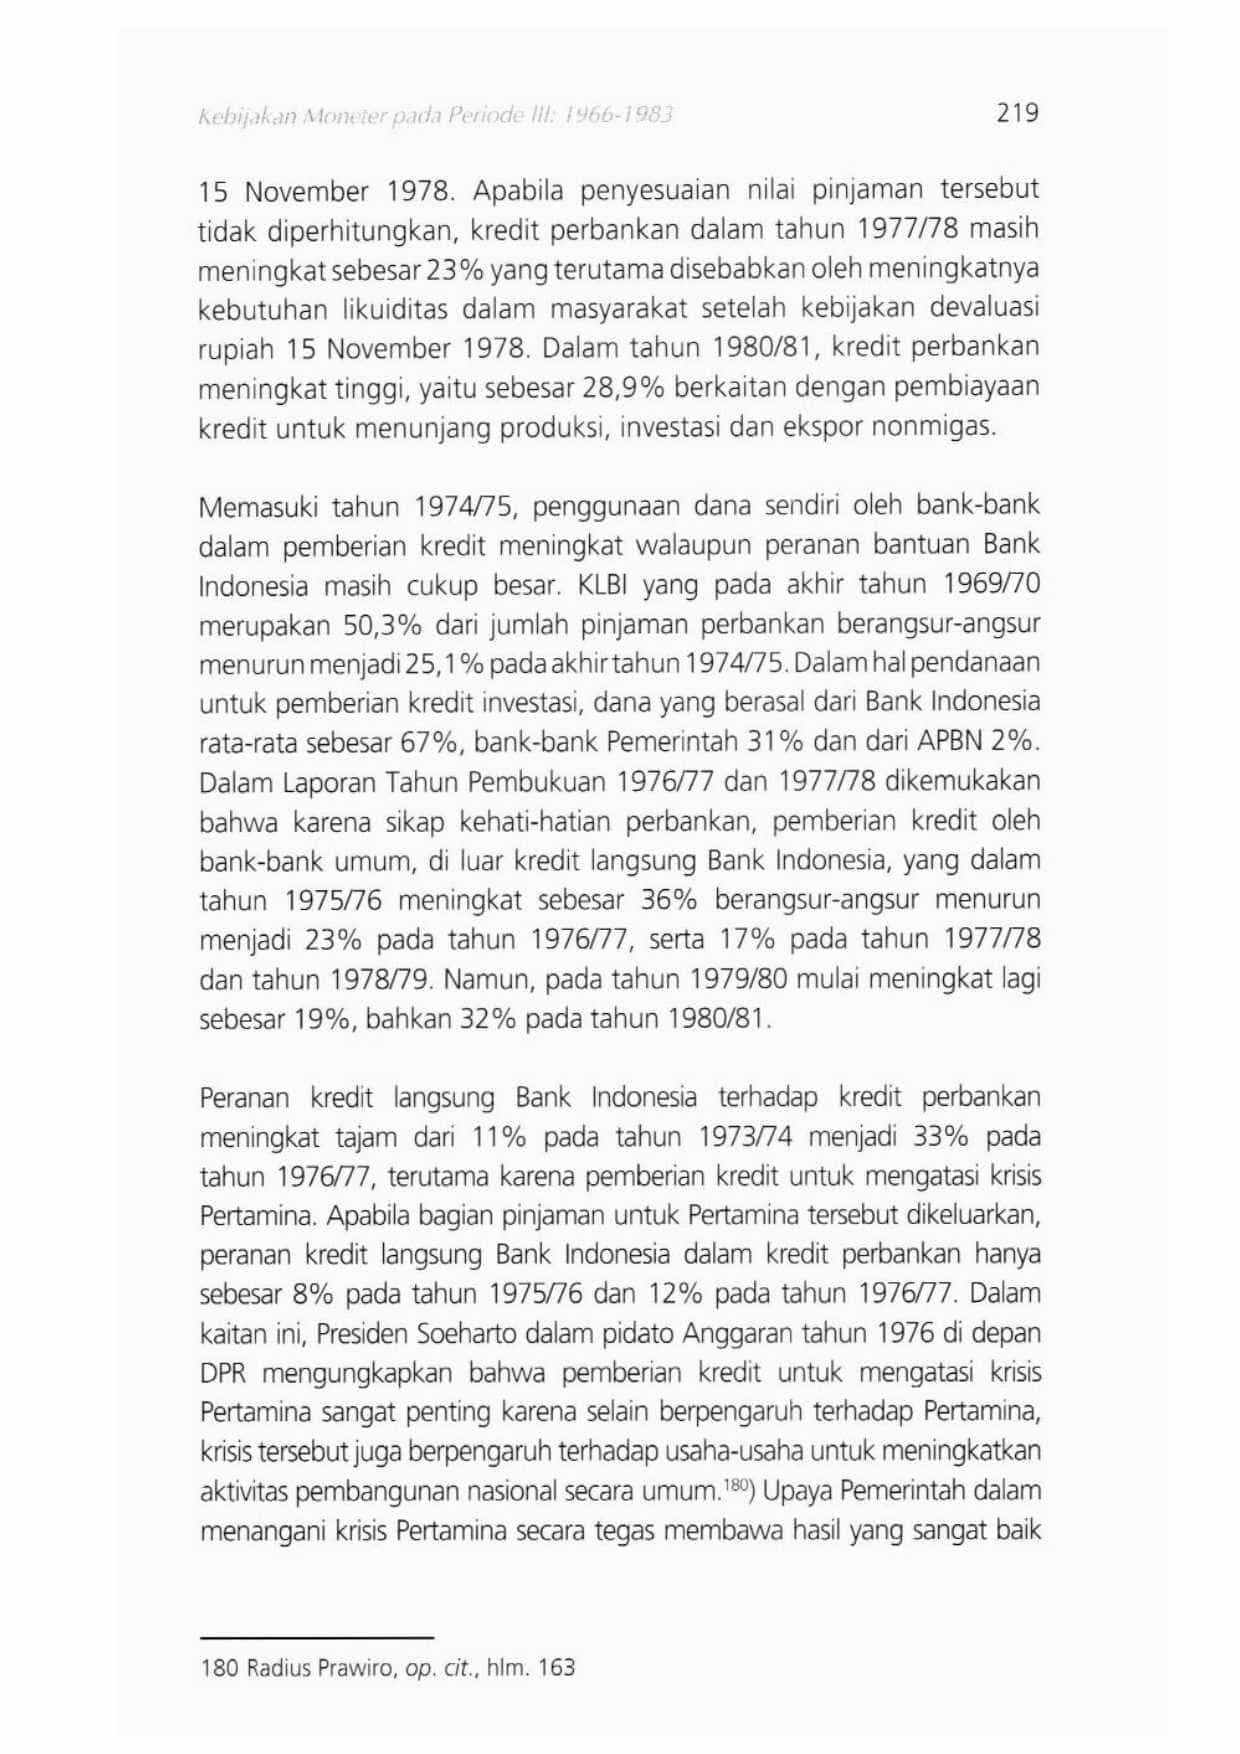 Kebijakan Moneter pada Periode III: 1966-1983 219
15 November 1978. Apabila penyesuaian nilai pinjaman tersebut
tidak diperhitungkan, kredit perbankan dalam tahun 1977/78 masih
meningkat sebesar 23% yang terutama disebabkan oleh meningkatnya
kebutuhan likuiditas dalam masyarakat setelah kebijakan devaluasi
rupiah 15 November 1978. Dalam tahun 1980/81, kredit perbankan
meningkat tinggi, yaitu sebesar 28,9% berkaitan dengan pembiayaan
kredit untuk menunjang produksi, investasi dan ekspor nonmigas.
Memasuki tahun 1974/75, penggunaan dana sendiri oleh bank-bank
dalam pemberian kredit meningkat walaupun peranan bantuan Bank
Indonesia masih cukup besar. KLBI yang pada akhir tahun 1969/70
merupakan 50,3% dari jumlah pinjaman perbankan berangsur-angsur
menurun menjadi 25,1% pada akhir tahun 1974/75. Dalam hal pendanaan
untuk pemberian kredit investasi, dana yang berasal dari Bank Indonesia
rata-rata sebesar 67%, bank-bank Pemerintah 31% dan dari APBN 2%.
Dalam Laporan Tahun Pembukuan 1976/77 dan 1977/78 dikemukakan
bahwa karena sikap kehati-hatian perbankan, pemberian kredit oleh
bank-bank umum, di luar kredit langsung Bank Indonesia, yang dalam
tahun 1975/76 meningkat sebesar 36% berangsur-angsur menurun
menjadi 23% pada tahun 1976/77, serta 17% pada tahun 1977/78
dan tahun 1978/79. Namun, pada tahun 1979/80 mulai meningkat lagi
sebesar 19%, bahkan 32% pada tahun 1980/81.
Peranan kredit langsung Bank Indonesia terhadap kredit perbankan
meningkat tajam dari 11% pada tahun 1973/74 menjadi 33% pada
tahun 1976/77, terutama karena pemberian kredit untuk mengatasi krisis
Pertamina. Apabila bagian pinjaman untuk Pertamina tersebut dikeluarkan,
peranan kredit langsung Bank Indonesia dalam kredit perbankan hanya
sebesar 8% pada tahun 1975/76 dan 12% pada tahun 1976/77. Dalam
kaitan ini, Presiden Soeharto dalam pidato Anggaran tahun 1976 di depan
DPR mengungkapkan bahwa pemberian kredit untuk mengatasi krisis
Pertamina sangat penting karena selain berpengaruh terhadap Pertamina,
krisis tersebut juga berpengaruh terhadap usaha-usaha untuk meningkatkan
aktivitas pembangunan nasional secara umum.¹⁸⁰) Upaya Pemerintah dalam
menangani krisis Pertamina secara tegas membawa hasil yang sangat baik
180 Radius Prawiro, op. cit., hlm. 163